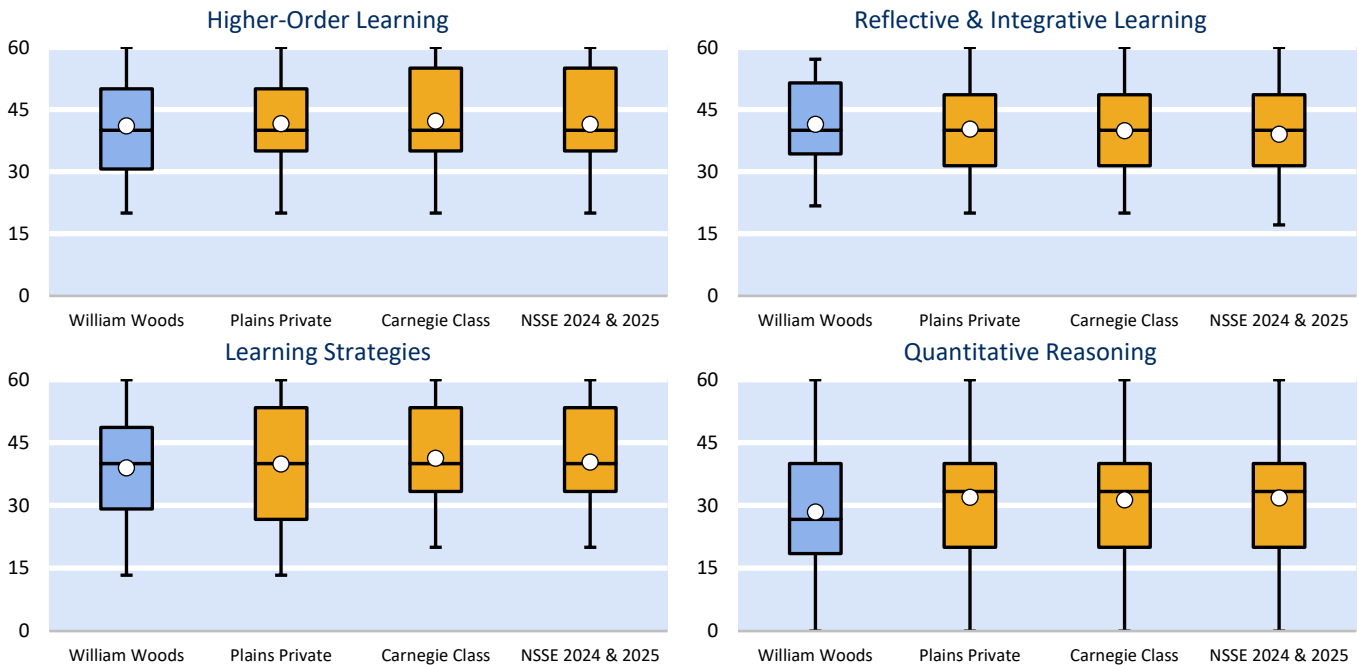 Higher-Order Learning
60
45
30
15
0
William Woods Plains Private Carnegie Class NSSE 2024 & 2025
Reflective & Integrative Learning
60
45
30
15
0
William Woods Plains Private Carnegie Class NSSE 2024 & 2025
Learning Strategies
60
45
30
15
0
William Woods Plains Private Carnegie Class NSSE 2024 & 2025
Quantitative Reasoning
60
45
30
15
0
William Woods Plains Private Carnegie Class NSSE 2024 & 2025